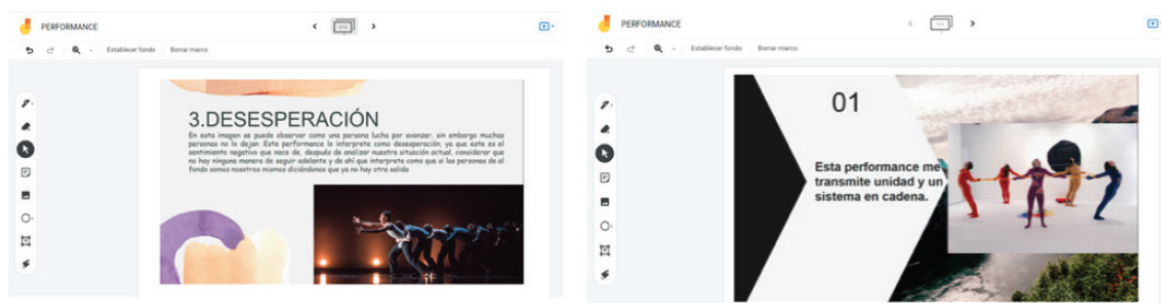 PERFORMANCE
Establecer fondo Borrar marco
3.DESESPERACIÓN
En esta imagen se puede observar como una persona lucha por avanzar, sin embargo muchas
personas no lo dejan .Este performance lo interprete como desesperación, ya que este es el
sentimiento negativo que nace de, después de analizar nuestra situación actual, considerar que
no hay ninguna manera de seguir adelante y de ahí que interprete como que si las personas de al
fondo somos nosotros mismos diciéndonos que ya no hay otra salida
PERFORMANCE
Establecer fondo Borrar marco
01
Esta performance me
transmite unidad y un
sistema en cadena.